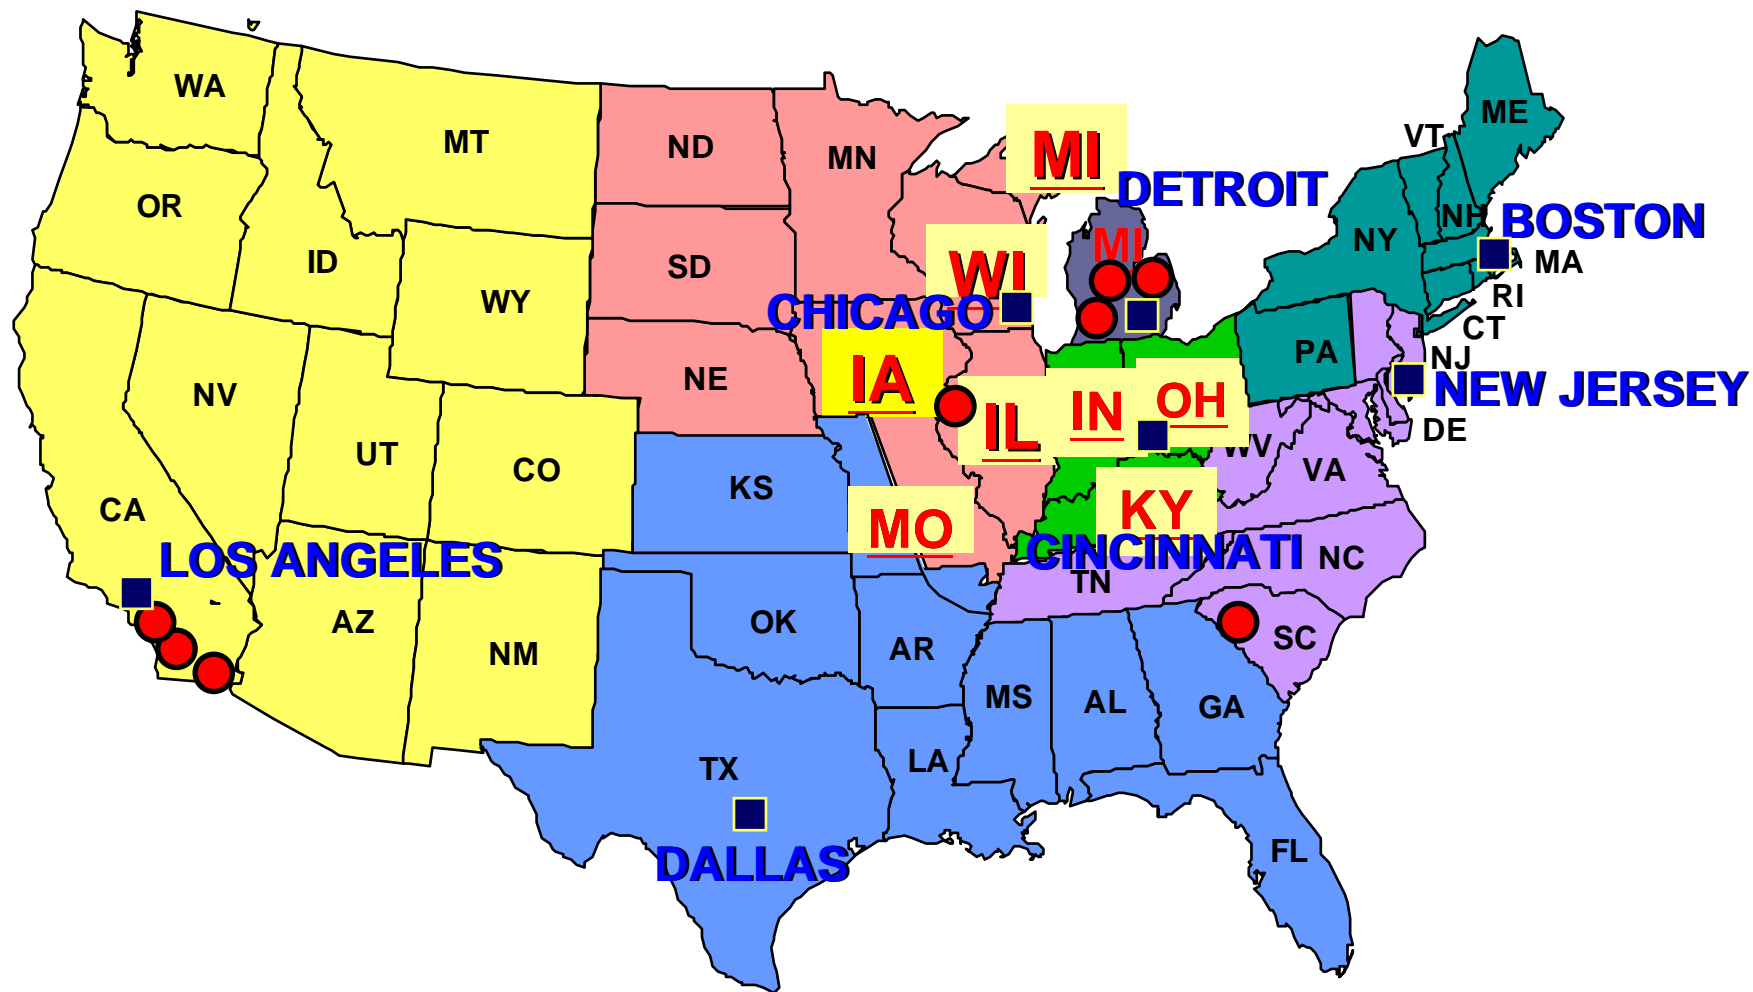 WA
MT
ND
MN
MI
VT
ME
OR
ID
WY
SD
WI
DETROIT
MI
NY
NH
BOSTON
MA
RI
CT
CHICAGO
NV
UT
CO
NE
IA
IL
IN
OH
PA
NJ
NEW JERSEY
DE
CA
KS
MO
KY
WV
VA
LOS ANGELES
CINCINNATI
NC
TN
AZ
NM
OK
AR
SC
MS
AL
GA
TX
LA
DALLAS
FL